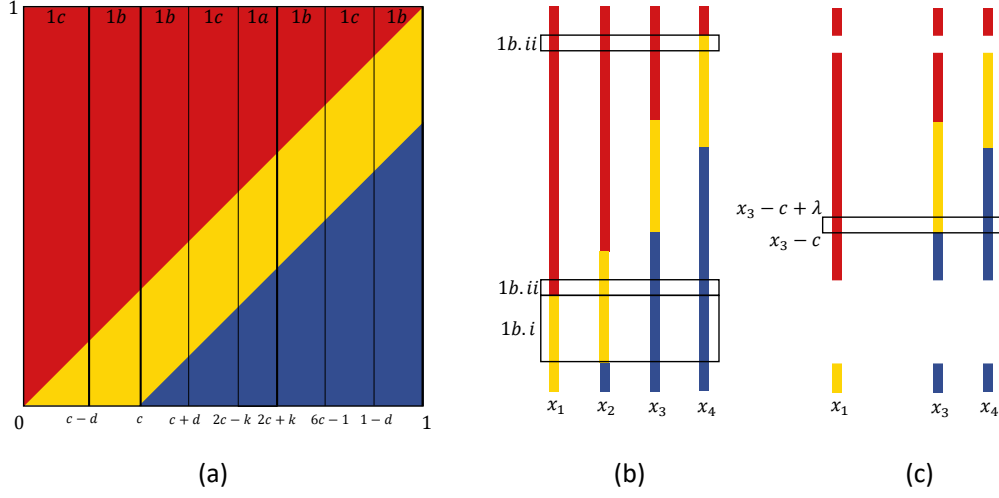 1
1c 1b 1b 1c 1a 1b 1c 1b
0 c − d c c + d 2c − k 2c + k 6c − 1 1 − d 1
(a)
1b.ii
1b.ii
1b.i
x₁ x₂ x₃ x₄
(b)
x₃ − c + λ
x₃ − c
x₁ x₃ x₄
(c)